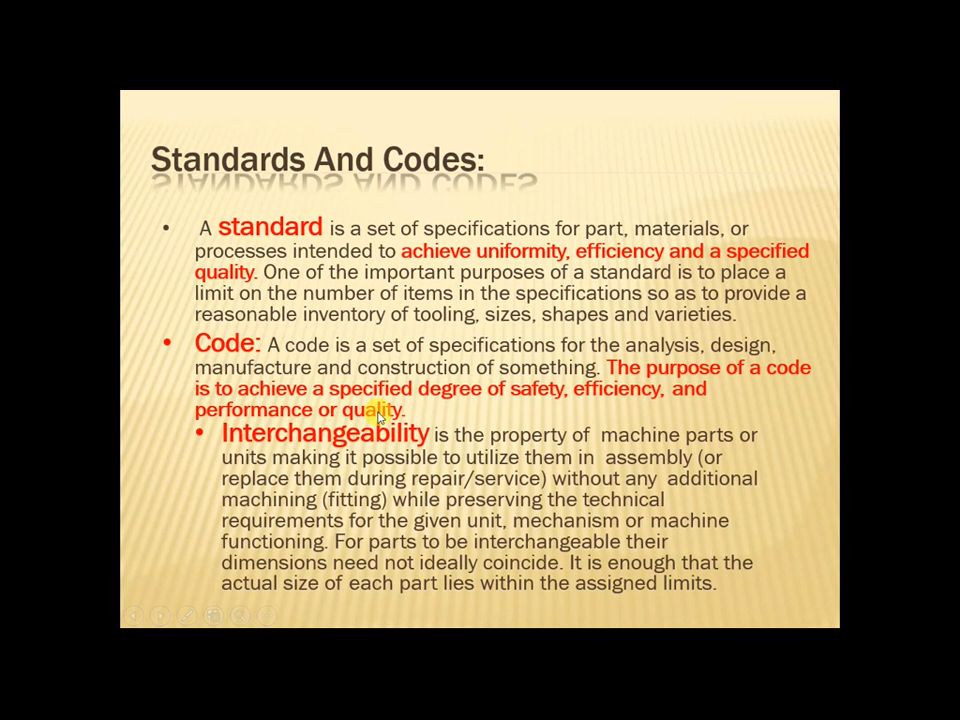 Standards And Codes:
• A standard is a set of specifications for part, materials, or
processes intended to achieve uniformity, efficiency and a specified
quality. One of the important purposes of a standard is to place a
limit on the number of items in the specifications so as to provide a
reasonable inventory of tooling, sizes, shapes and varieties.
• Code: A code is a set of specifications for the analysis, design,
manufacture and construction of something. The purpose of a code
is to achieve a specified degree of safety, efficiency, and
performance or quality.
• Interchangeability is the property of machine parts or
units making it possible to utilize them in assembly (or
replace them during repair/service) without any additional
machining (fitting) while preserving the technical
requirements for the given unit, mechanism or machine
functioning. For parts to be interchangeable their
dimensions need not ideally coincide. It is enough that the
actual size of each part lies within the assigned limits.